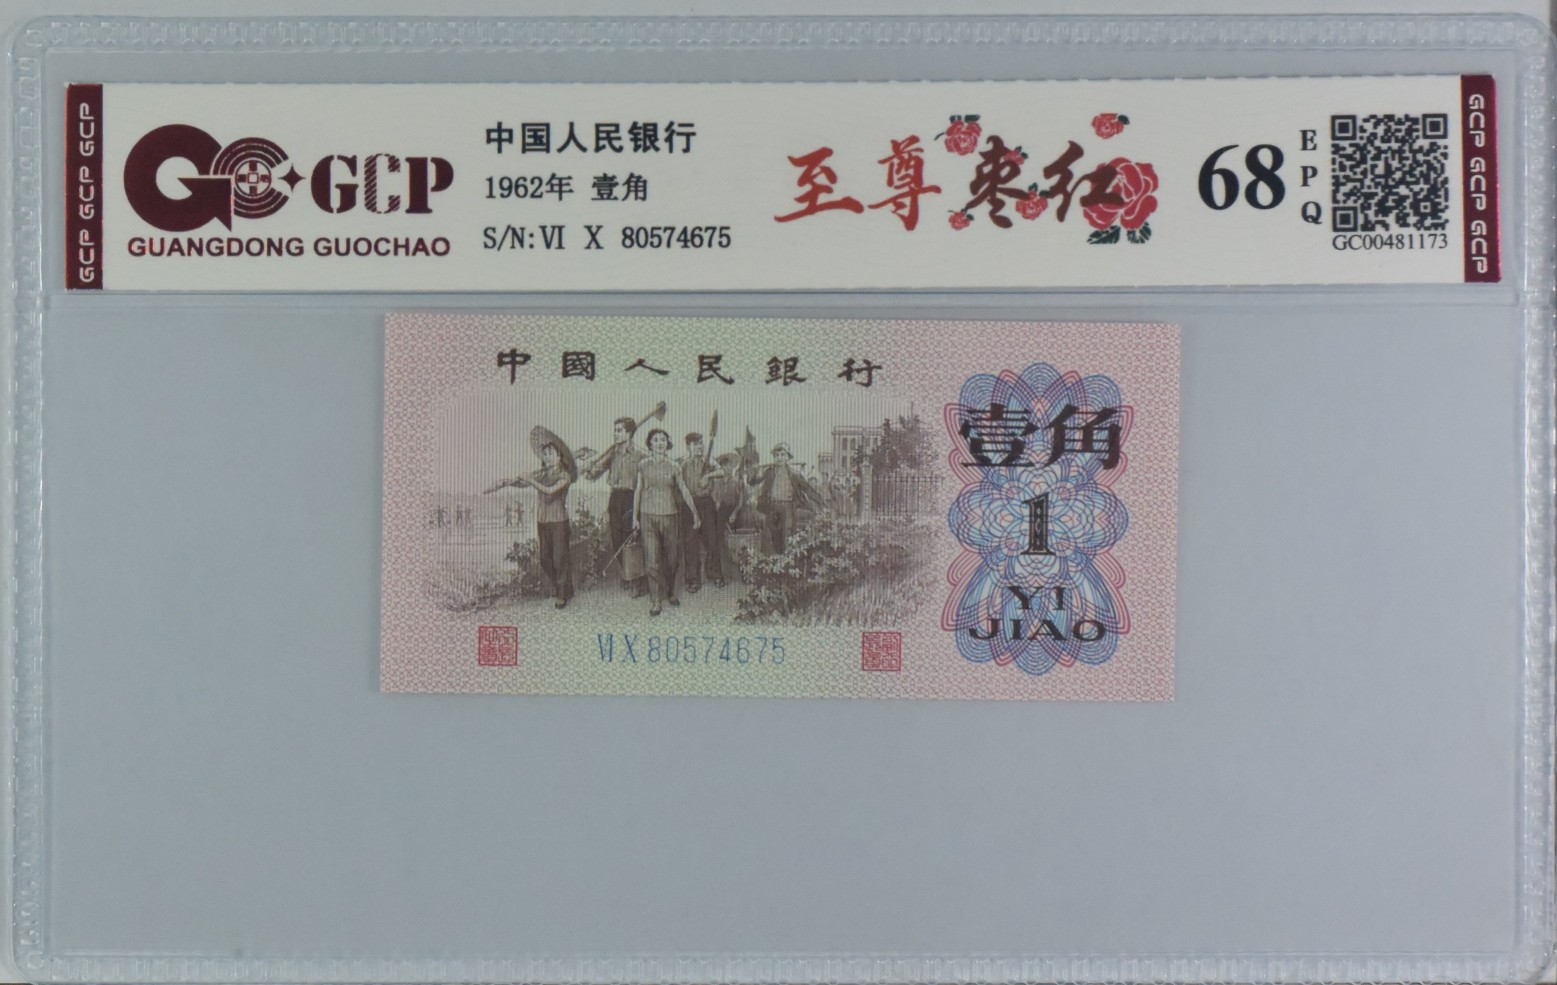 GCP GCP GCP
GCP
GUANGDONG GUOCHAO
中国人民银行
1962年 壹角
S/N:VI X 80574675
至尊枣红
68
EPQ
GC00481173
GCP GCP GCP
中國人民銀行
壹角
1
YI
JIAO
VI X 80574675